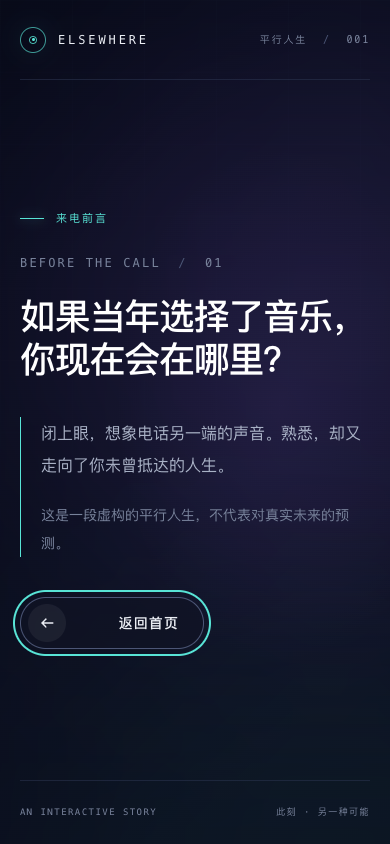 ELSEWHERE
平行人生 / 001
来电前言
BEFORE THE CALL / 01
如果当年选择了音乐，
你现在会在哪里？
闭上眼，想象电话另一端的声音。熟悉，却又
走向了你未曾抵达的人生。
这是一段虚构的平行人生，不代表对真实未来的预
测。
← 返回首页
AN INTERACTIVE STORY
此刻 · 另一种可能